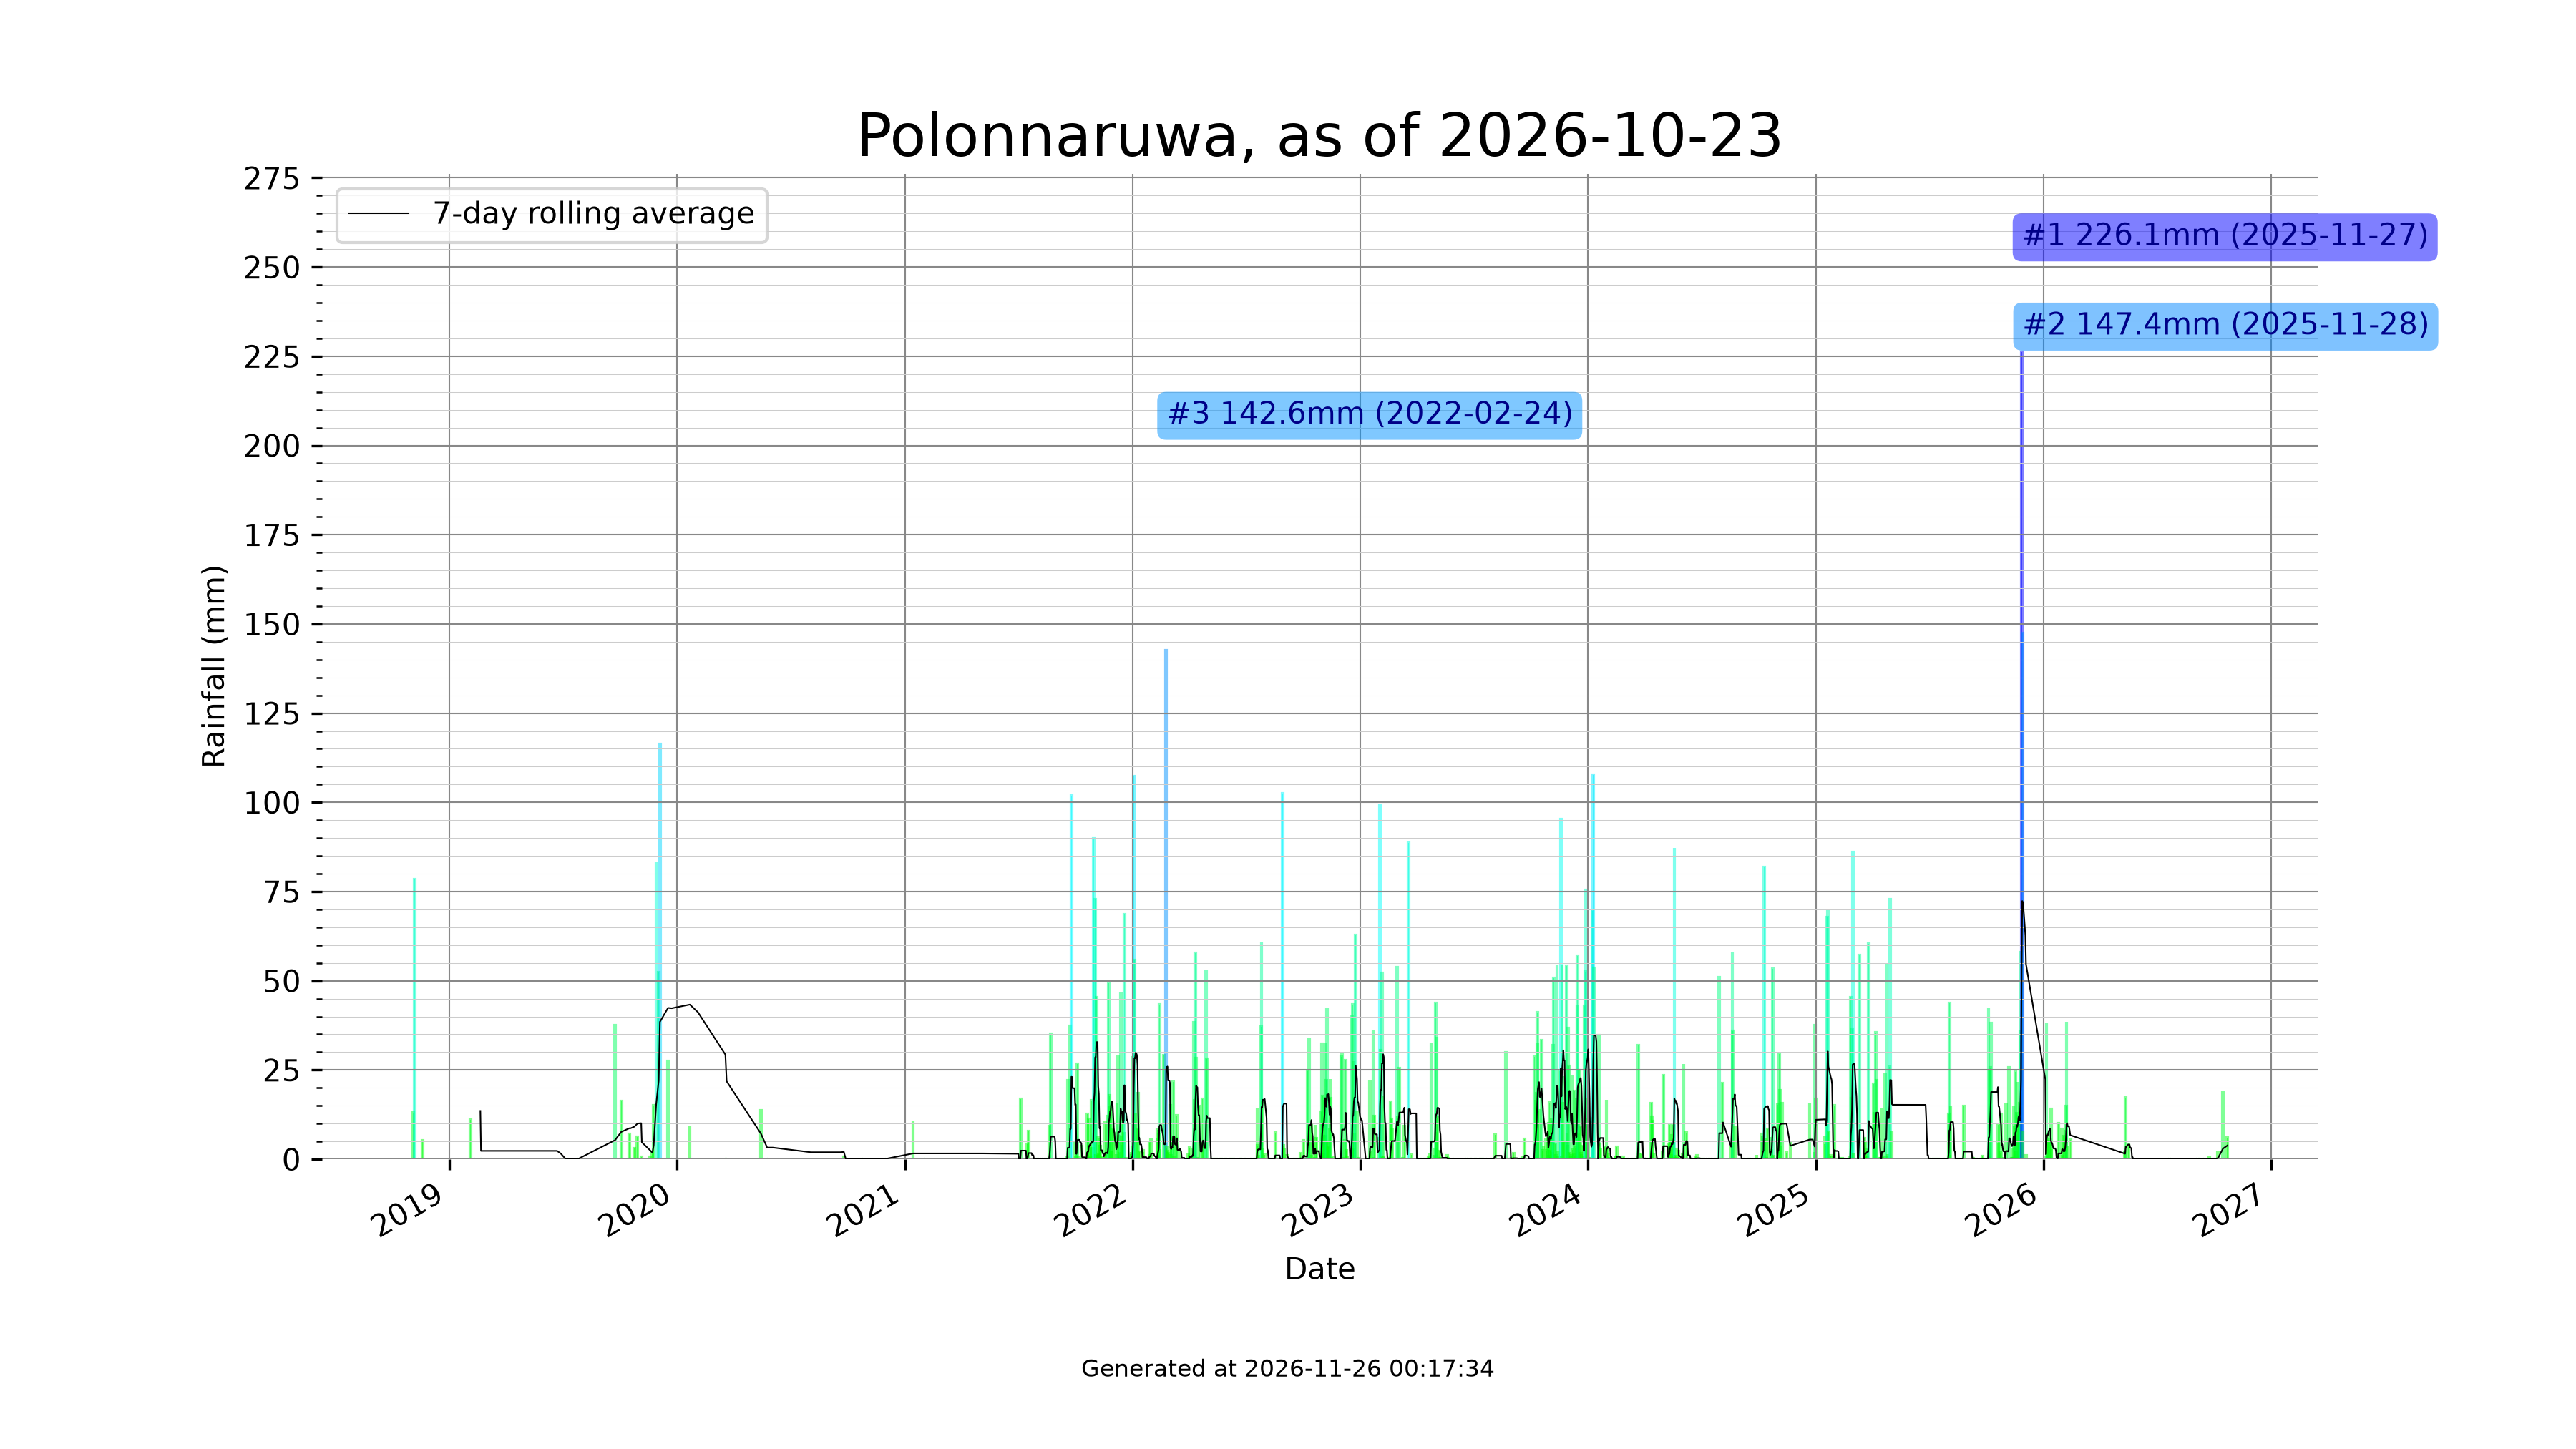 Polonnaruwa, as of 2026-10-23
275
250
225
200
175
150
125
100
75
50
25
0
Rainfall (mm)
7-day rolling average
#1 226.1mm (2025-11-27)
#2 147.4mm (2025-11-28)
#3 142.6mm (2022-02-24)
2019
2020
2021
2022
2023
2024
2025
2026
2027
Date
Generated at 2026-11-26 00:17:34